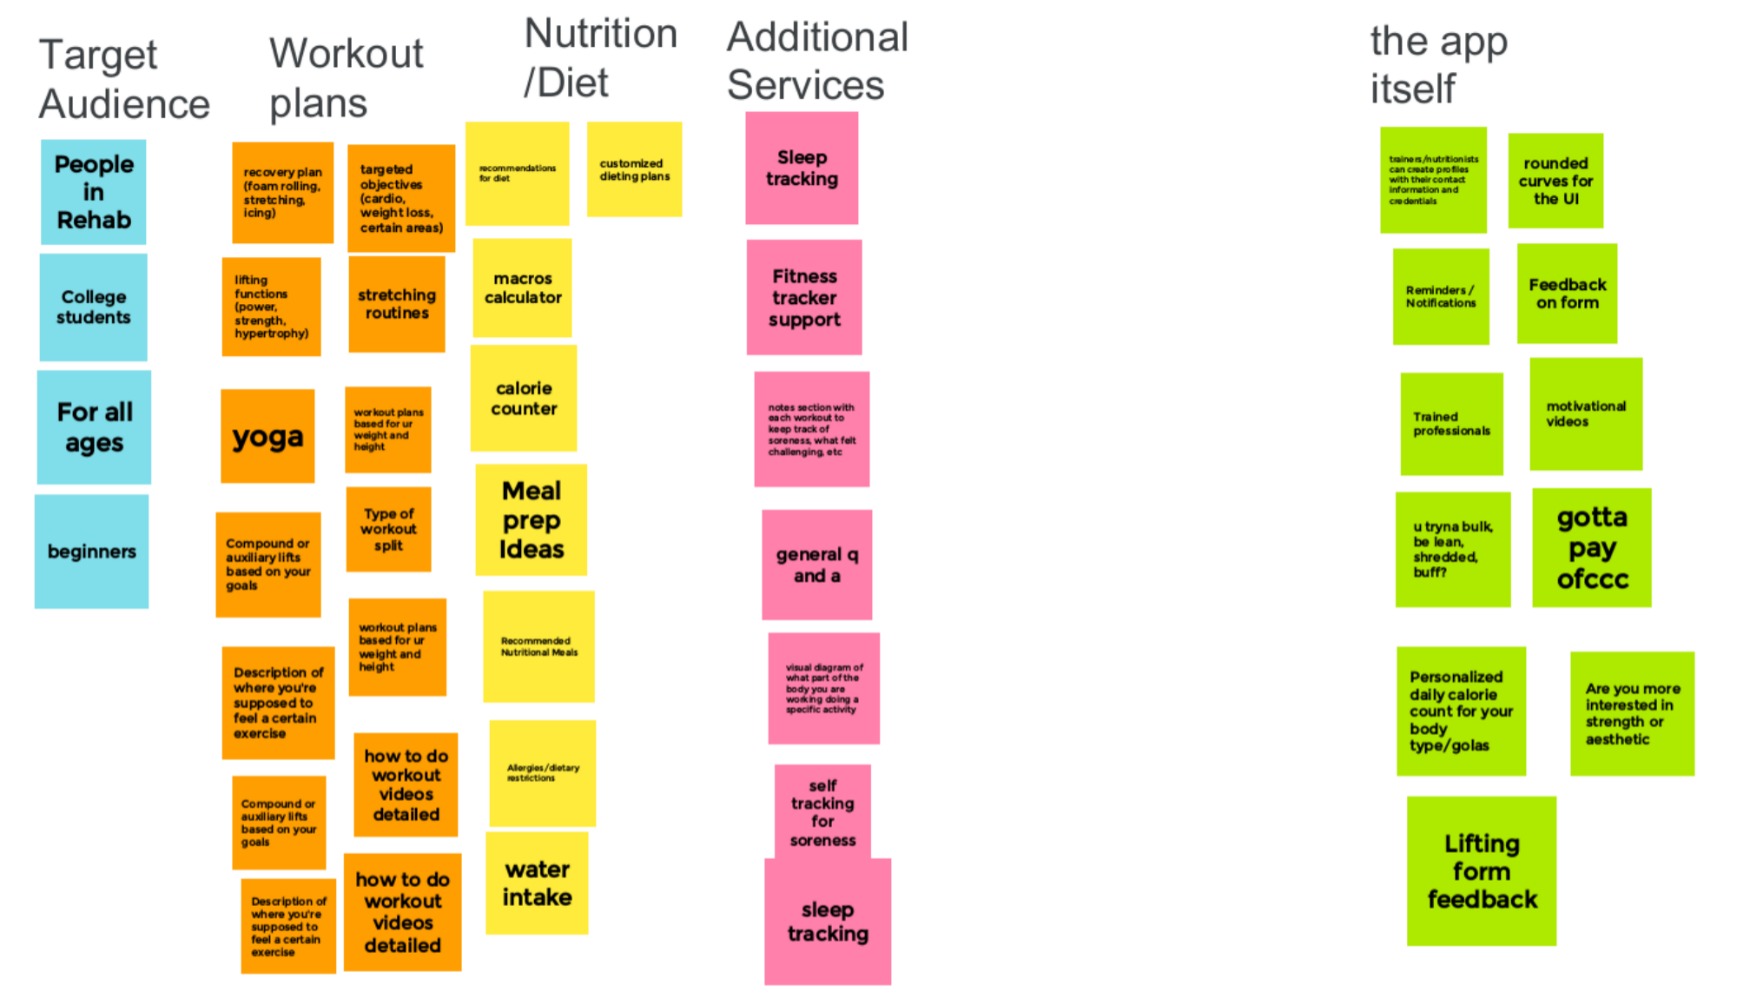 Target
Audience
People
in
Rehab
College
students
For all
ages
beginners
Workout
plans
recovery plan
(foam rolling,
stretching,
icing)
targeted
objectives
(cardio,
weight loss,
certain areas)
lifting
functions
(power,
strength,
hypertrophy)
stretching
routines
yoga
workout plans
based for ur
weight and
height
Type of
workout
split
Compound or
auxiliary lifts
based on your
goals
workout plans
based for ur
weight and
height
Description of
where you're
supposed to
feel a certain
exercise
how to do
workout
videos
detailed
Compound or
auxiliary lifts
based on your
goals
how to do
workout
videos
detailed
Description of
where you're
supposed to
feel a certain
exercise
Nutrition
/Diet
recommendations
for diet
customized
dieting plans
macros
calculator
calorie
counter
Meal
prep
Ideas
Recommended
Nutritional Meals
Allergies/dietary
restrictions
water
intake
Additional
Services
Sleep
tracking
Fitness
tracker
support
notes section with
each workout to
keep track of
soreness, what felt
challenging, etc
general q
and a
visual diagram of
what part of the
body you are
working doing a
specific activity
self
tracking
for
soreness
sleep
tracking
the app
itself
trainers/nutritionists
can create profiles
with their contact
information and
credentials
rounded
curves for
the UI
Reminders /
Notifications
Feedback
on form
Trained
professionals
motivational
videos
u tryna bulk,
be lean,
shredded,
buff?
gotta
pay
ofccc
Personalized
daily calorie
count for your
body
type/golas
Are you more
interested in
strength or
aesthetic
Lifting
form
feedback